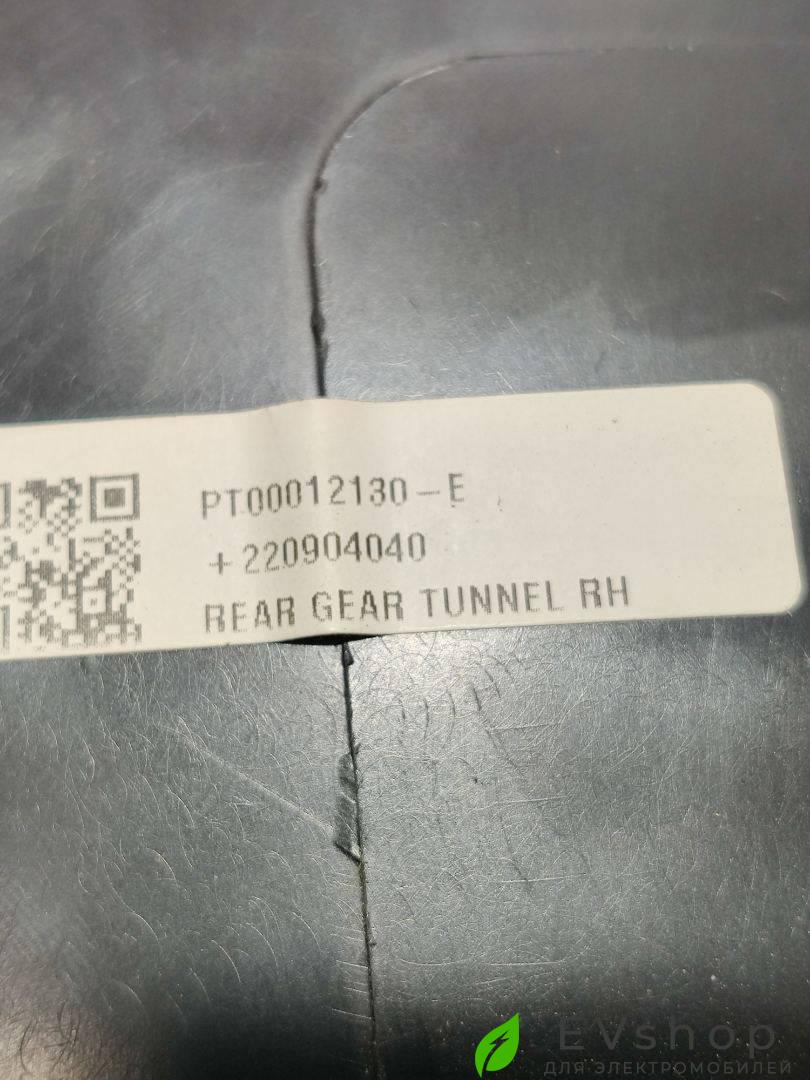 PT00012130-E
+220904040
REAR GEAR TUNNEL RH
EVshop
ДЛЯ ЭЛЕКТРОМОБИЛЕЙ